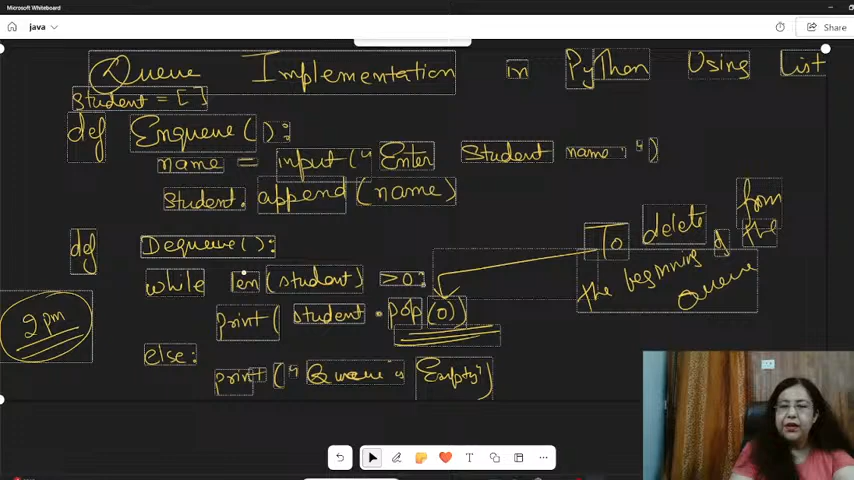 Microsoft Whiteboard
java
Share
Queue Implementation in Python Using List
student = []
def Enqueue():
name = input("Enter Student name.")
student.append(name)
def Dequeue():
while len(student) >0:
print(student.pop(0))
else:
print("Queue is Empty")
To delete from the
the beginning of
Queue
2pm